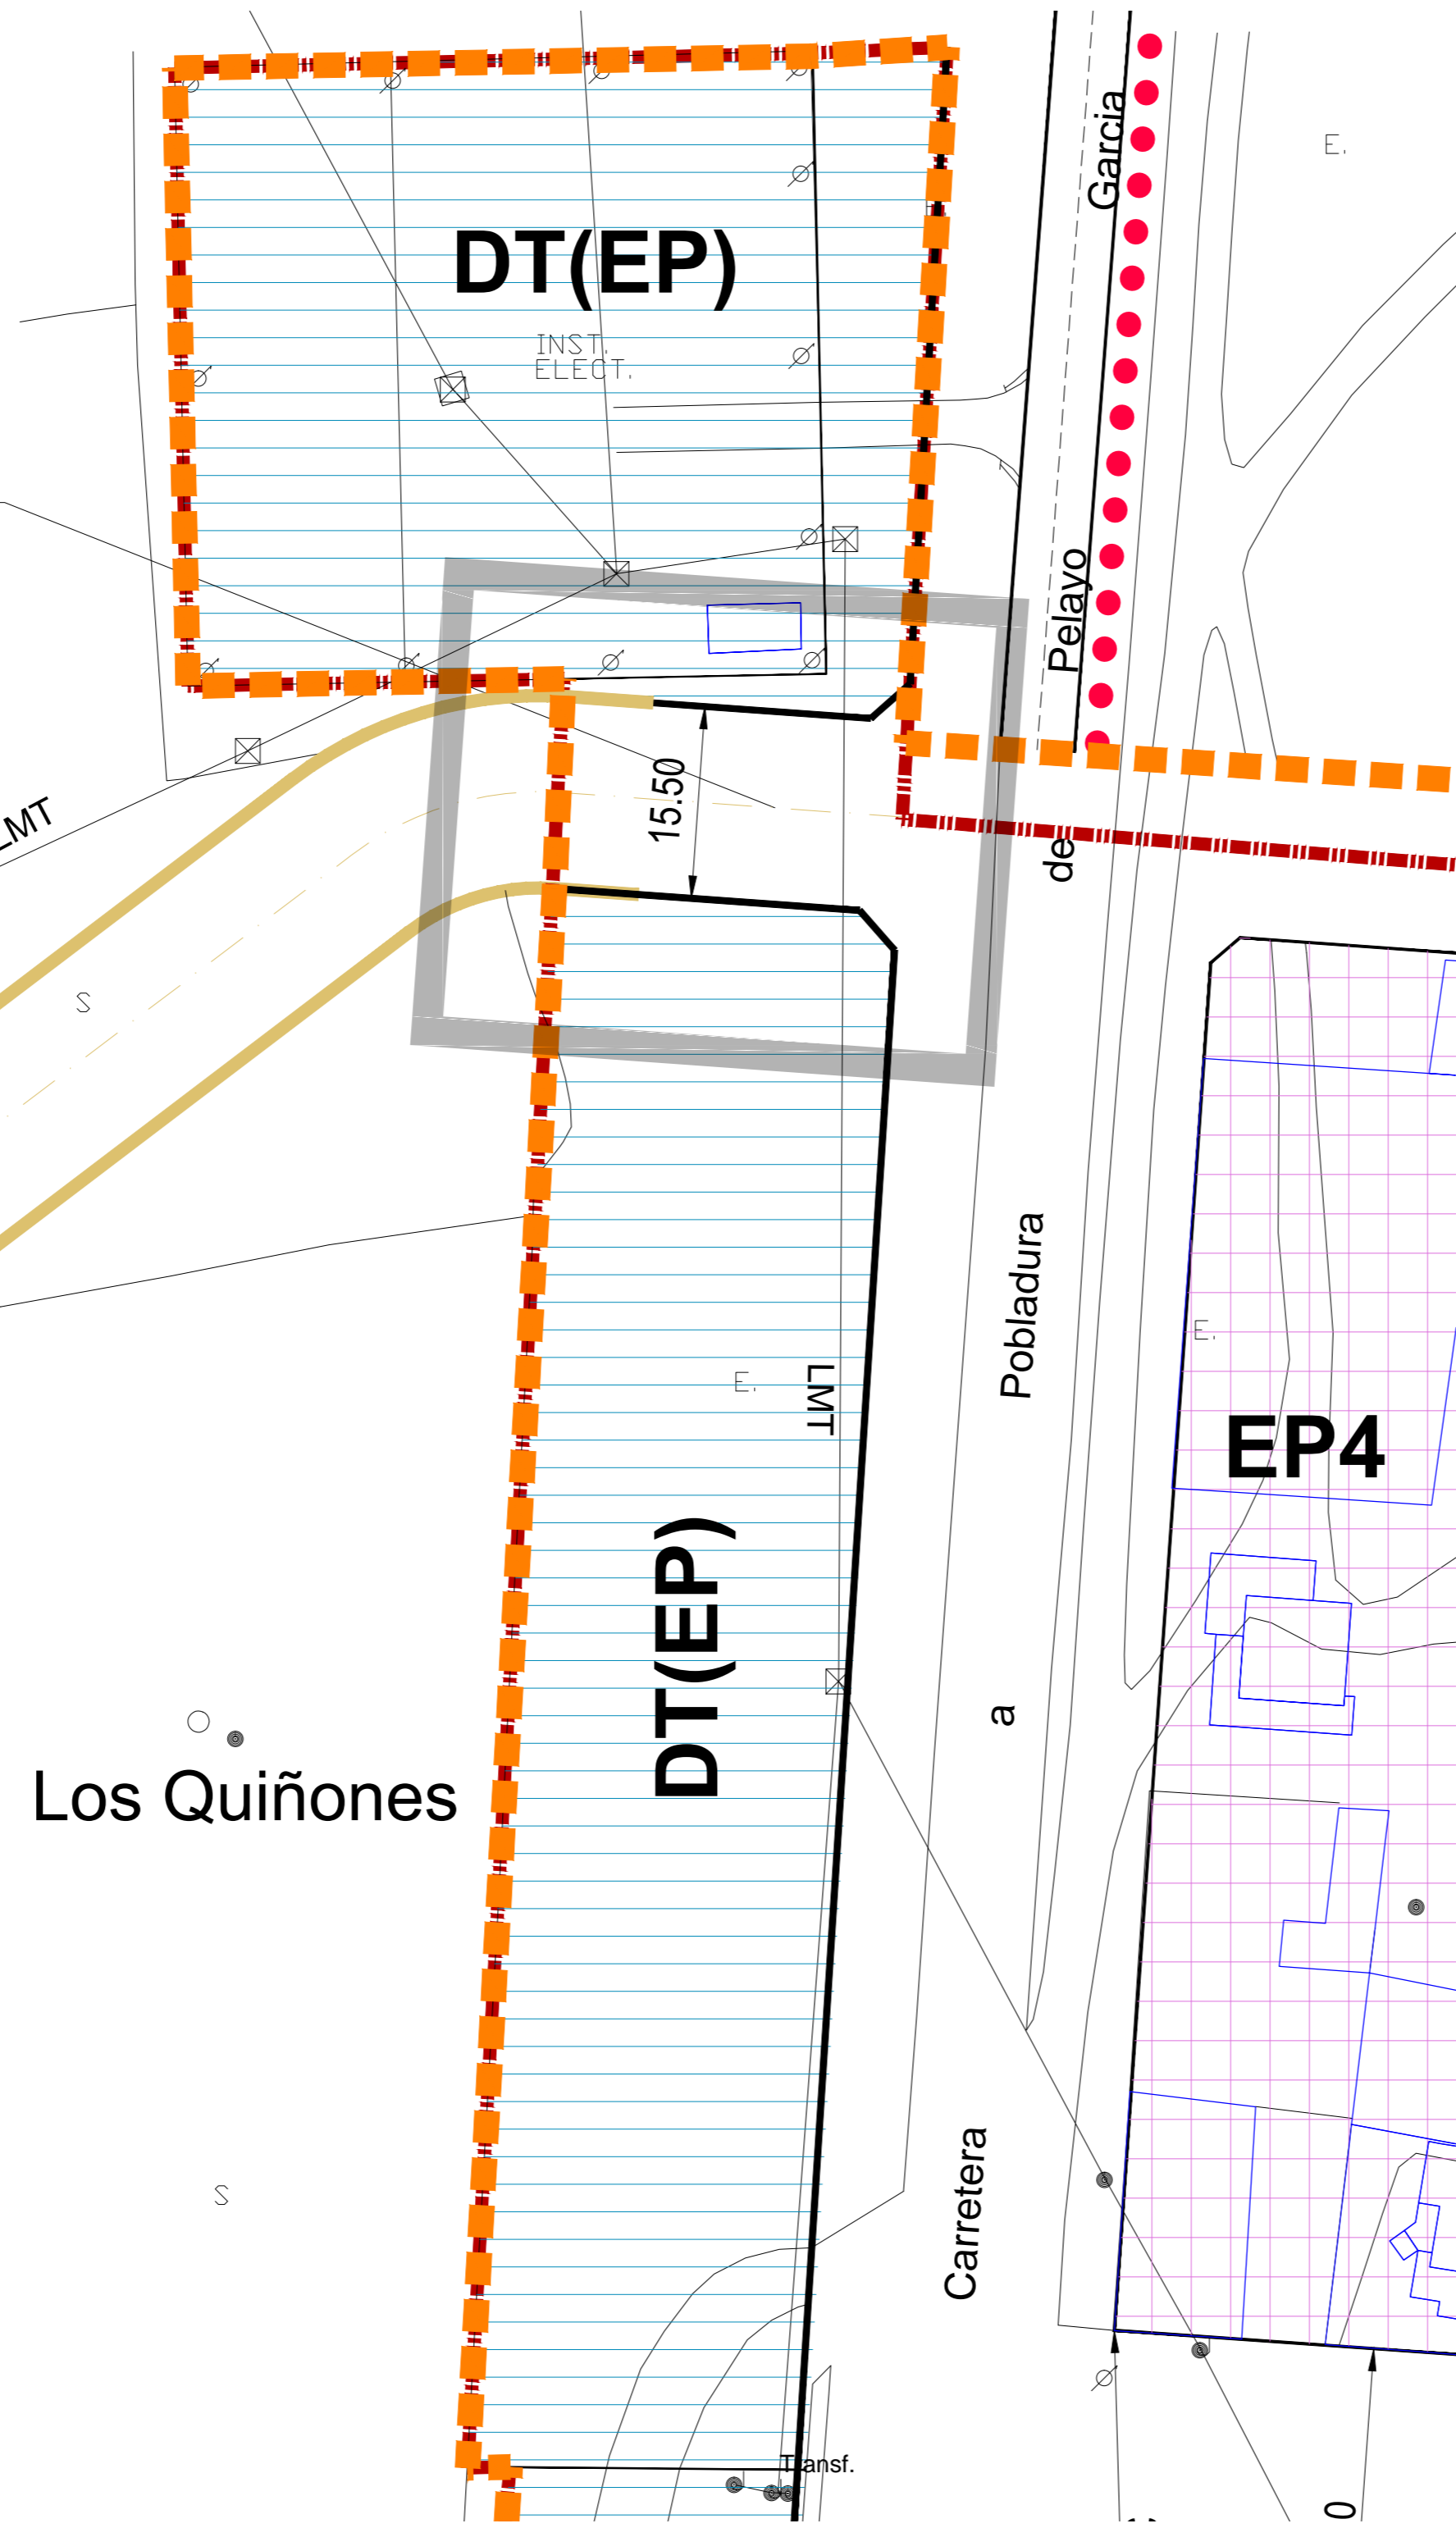 Garcia
E.
DT(EP)
INST.
ELECT.
Pelayo
15.50
LMT
de
S
Pobladura
E.
E.
LMT
EP4
DT(EP)
a
Los Quiñones
S
Carretera
Transf.
0